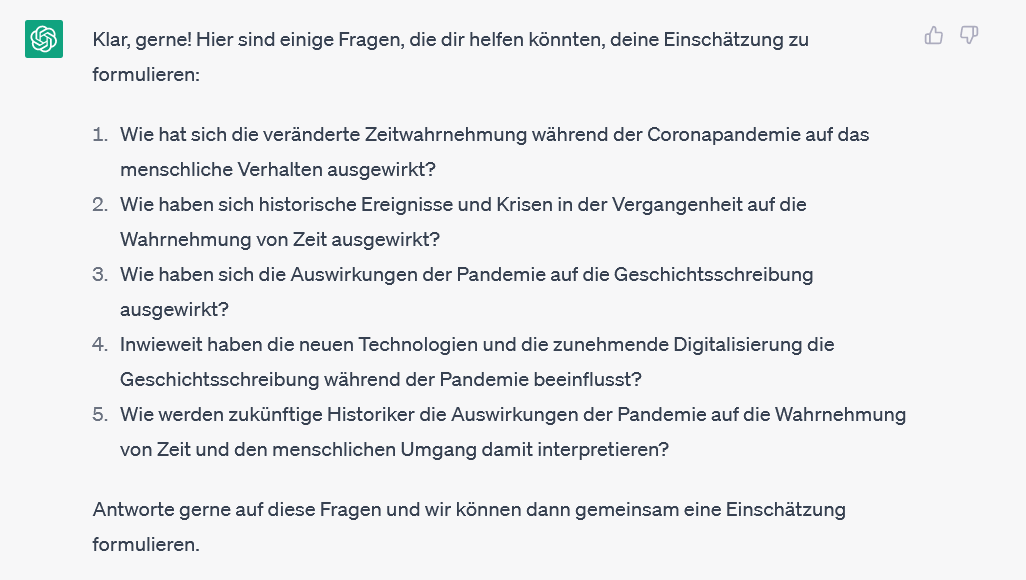 Klar, gerne! Hier sind einige Fragen, die dir helfen könnten, deine Einschätzung zu
formulieren:
1. Wie hat sich die veränderte Zeitwahrnehmung während der Coronapandemie auf das
menschliche Verhalten ausgewirkt?
2. Wie haben sich historische Ereignisse und Krisen in der Vergangenheit auf die
Wahrnehmung von Zeit ausgewirkt?
3. Wie haben sich die Auswirkungen der Pandemie auf die Geschichtsschreibung
ausgewirkt?
4. Inwieweit haben die neuen Technologien und die zunehmende Digitalisierung die
Geschichtsschreibung während der Pandemie beeinflusst?
5. Wie werden zukünftige Historiker die Auswirkungen der Pandemie auf die Wahrnehmung
von Zeit und den menschlichen Umgang damit interpretieren?
Antworte gerne auf diese Fragen und wir können dann gemeinsam eine Einschätzung
formulieren.